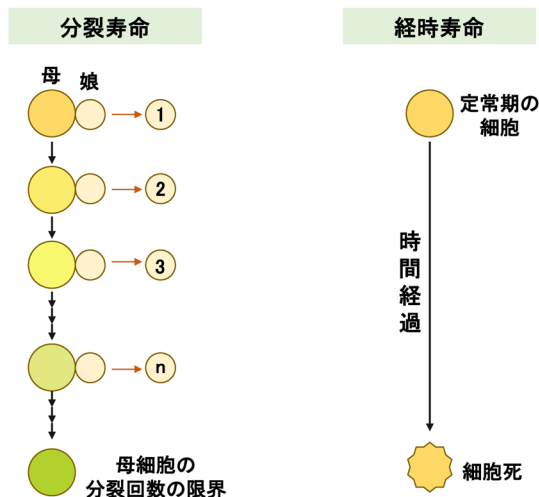 分裂寿命
母 娘
1
2
3
n
母細胞の
分裂回数の限界
経時寿命
定常期の
細胞
時間経過
細胞死